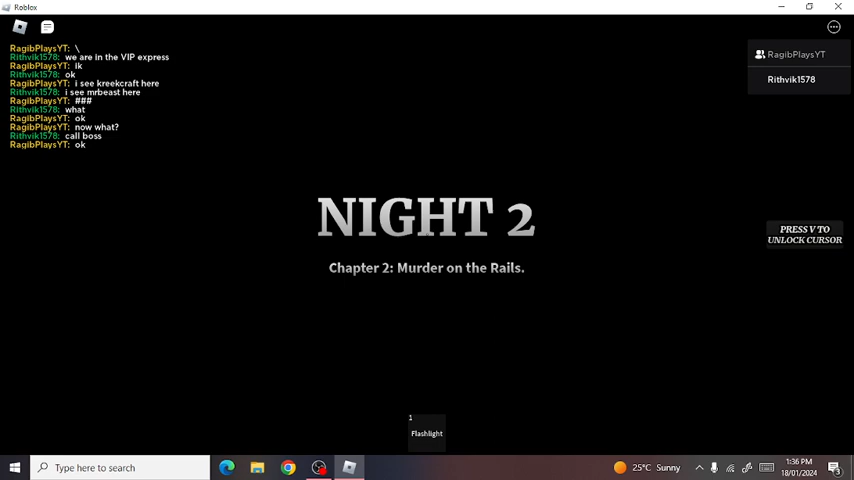 Roblox
RagibPlaysYT: \
Rithvik1578: we are in the VIP express
RagibPlaysYT: ik
Rithvik1578: ok
RagibPlaysYT: i see kreekcraft here
Rithvik1578: i see mrbeast here
RagibPlaysYT: ###
Rithvik1578: what
RagibPlaysYT: ok
RagibPlaysYT: now what?
Rithvik1578: call boss
RagibPlaysYT: ok
RagibPlaysYT
Rithvik1578
NIGHT 2
Chapter 2: Murder on the Rails.
PRESS V TO
UNLOCK CURSOR
1
Flashlight
Type here to search
25°C Sunny
1:36 PM
18/01/2024
3